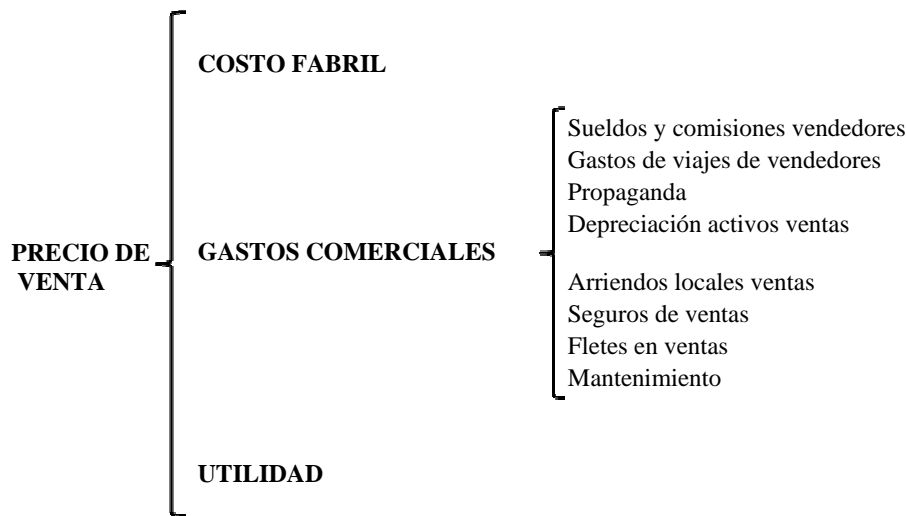 COSTO FABRIL
Sueldos y comisiones vendedores
Gastos de viajes de vendedores
Propaganda
Depreciación activos ventas
PRECIO DE
VENTA
GASTOS COMERCIALES
Arriendos locales ventas
Seguros de ventas
Fletes en ventas
Mantenimiento
UTILIDAD